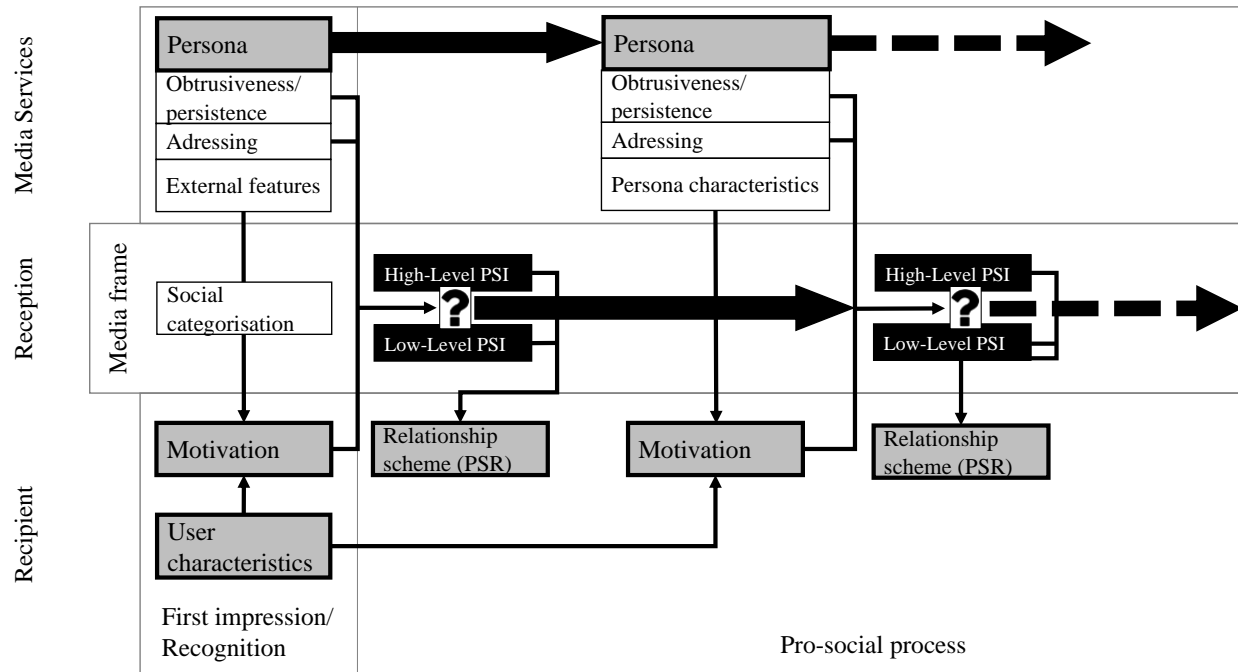 Media Services
Persona
Obtrusiveness/
persistence
Adressing
External features
Persona
Obtrusiveness/
persistence
Adressing
Persona characteristics
Reception
Media frame
Social
categorisation
High-Level PSI
?
Low-Level PSI
High-Level PSI
?
Low-Level PSI
Recipient
Motivation
Relationship
scheme (PSR)
Motivation
Relationship
scheme (PSR)
User
characteristics
First impression/
Recognition
Pro-social process